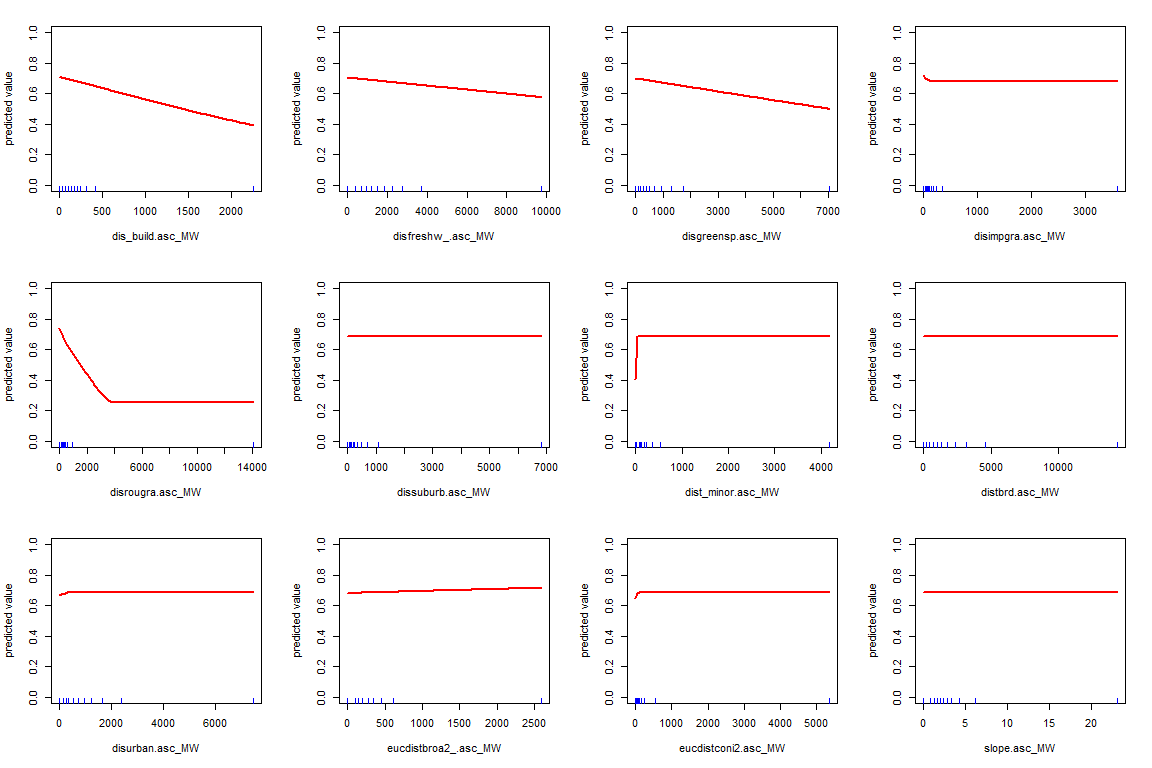 predicted value
0.0 0.2 0.4 0.6 0.8 1.0
0 500 1000 1500 2000
dis_build.asc_MW
predicted value
0.0 0.2 0.4 0.6 0.8 1.0
0 2000 4000 6000 8000 10000
disfreshw_.asc_MW
predicted value
0.0 0.2 0.4 0.6 0.8 1.0
0 1000 3000 5000 7000
disgreensp.asc_MW
predicted value
0.0 0.2 0.4 0.6 0.8 1.0
0 1000 2000 3000
disimpgra.asc_MW
predicted value
0.0 0.2 0.4 0.6 0.8 1.0
0 2000 6000 10000 14000
disrougra.asc_MW
predicted value
0.0 0.2 0.4 0.6 0.8 1.0
0 1000 3000 5000 7000
dissuburb.asc_MW
predicted value
0.0 0.2 0.4 0.6 0.8 1.0
0 1000 2000 3000 4000
dist_minor.asc_MW
predicted value
0.0 0.2 0.4 0.6 0.8 1.0
0 5000 10000
distbrd.asc_MW
predicted value
0.0 0.2 0.4 0.6 0.8 1.0
0 2000 4000 6000
disurban.asc_MW
predicted value
0.0 0.2 0.4 0.6 0.8 1.0
0 500 1000 1500 2000 2500
eucdistbroa2_.asc_MW
predicted value
0.0 0.2 0.4 0.6 0.8 1.0
0 1000 2000 3000 4000 5000
eucdistconi2.asc_MW
predicted value
0.0 0.2 0.4 0.6 0.8 1.0
0 5 10 15 20
slope.asc_MW